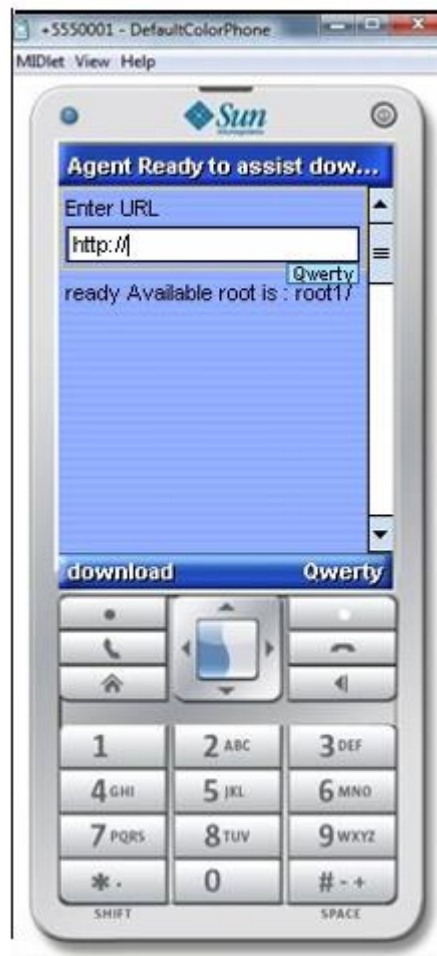 +5550001 - DefaultColorPhone
MIDlet View Help
Sun
Microsystems
Agent Ready to assist dow...
Enter URL
http://
Qwerty
ready Available root is : root1/
download Qwerty
1 2 ABC 3 DEF
4 GHI 5 JKL 6 MNO
7 PQRS 8 TUV 9 WXYZ
* . 0 # - +
SHIFT SPACE